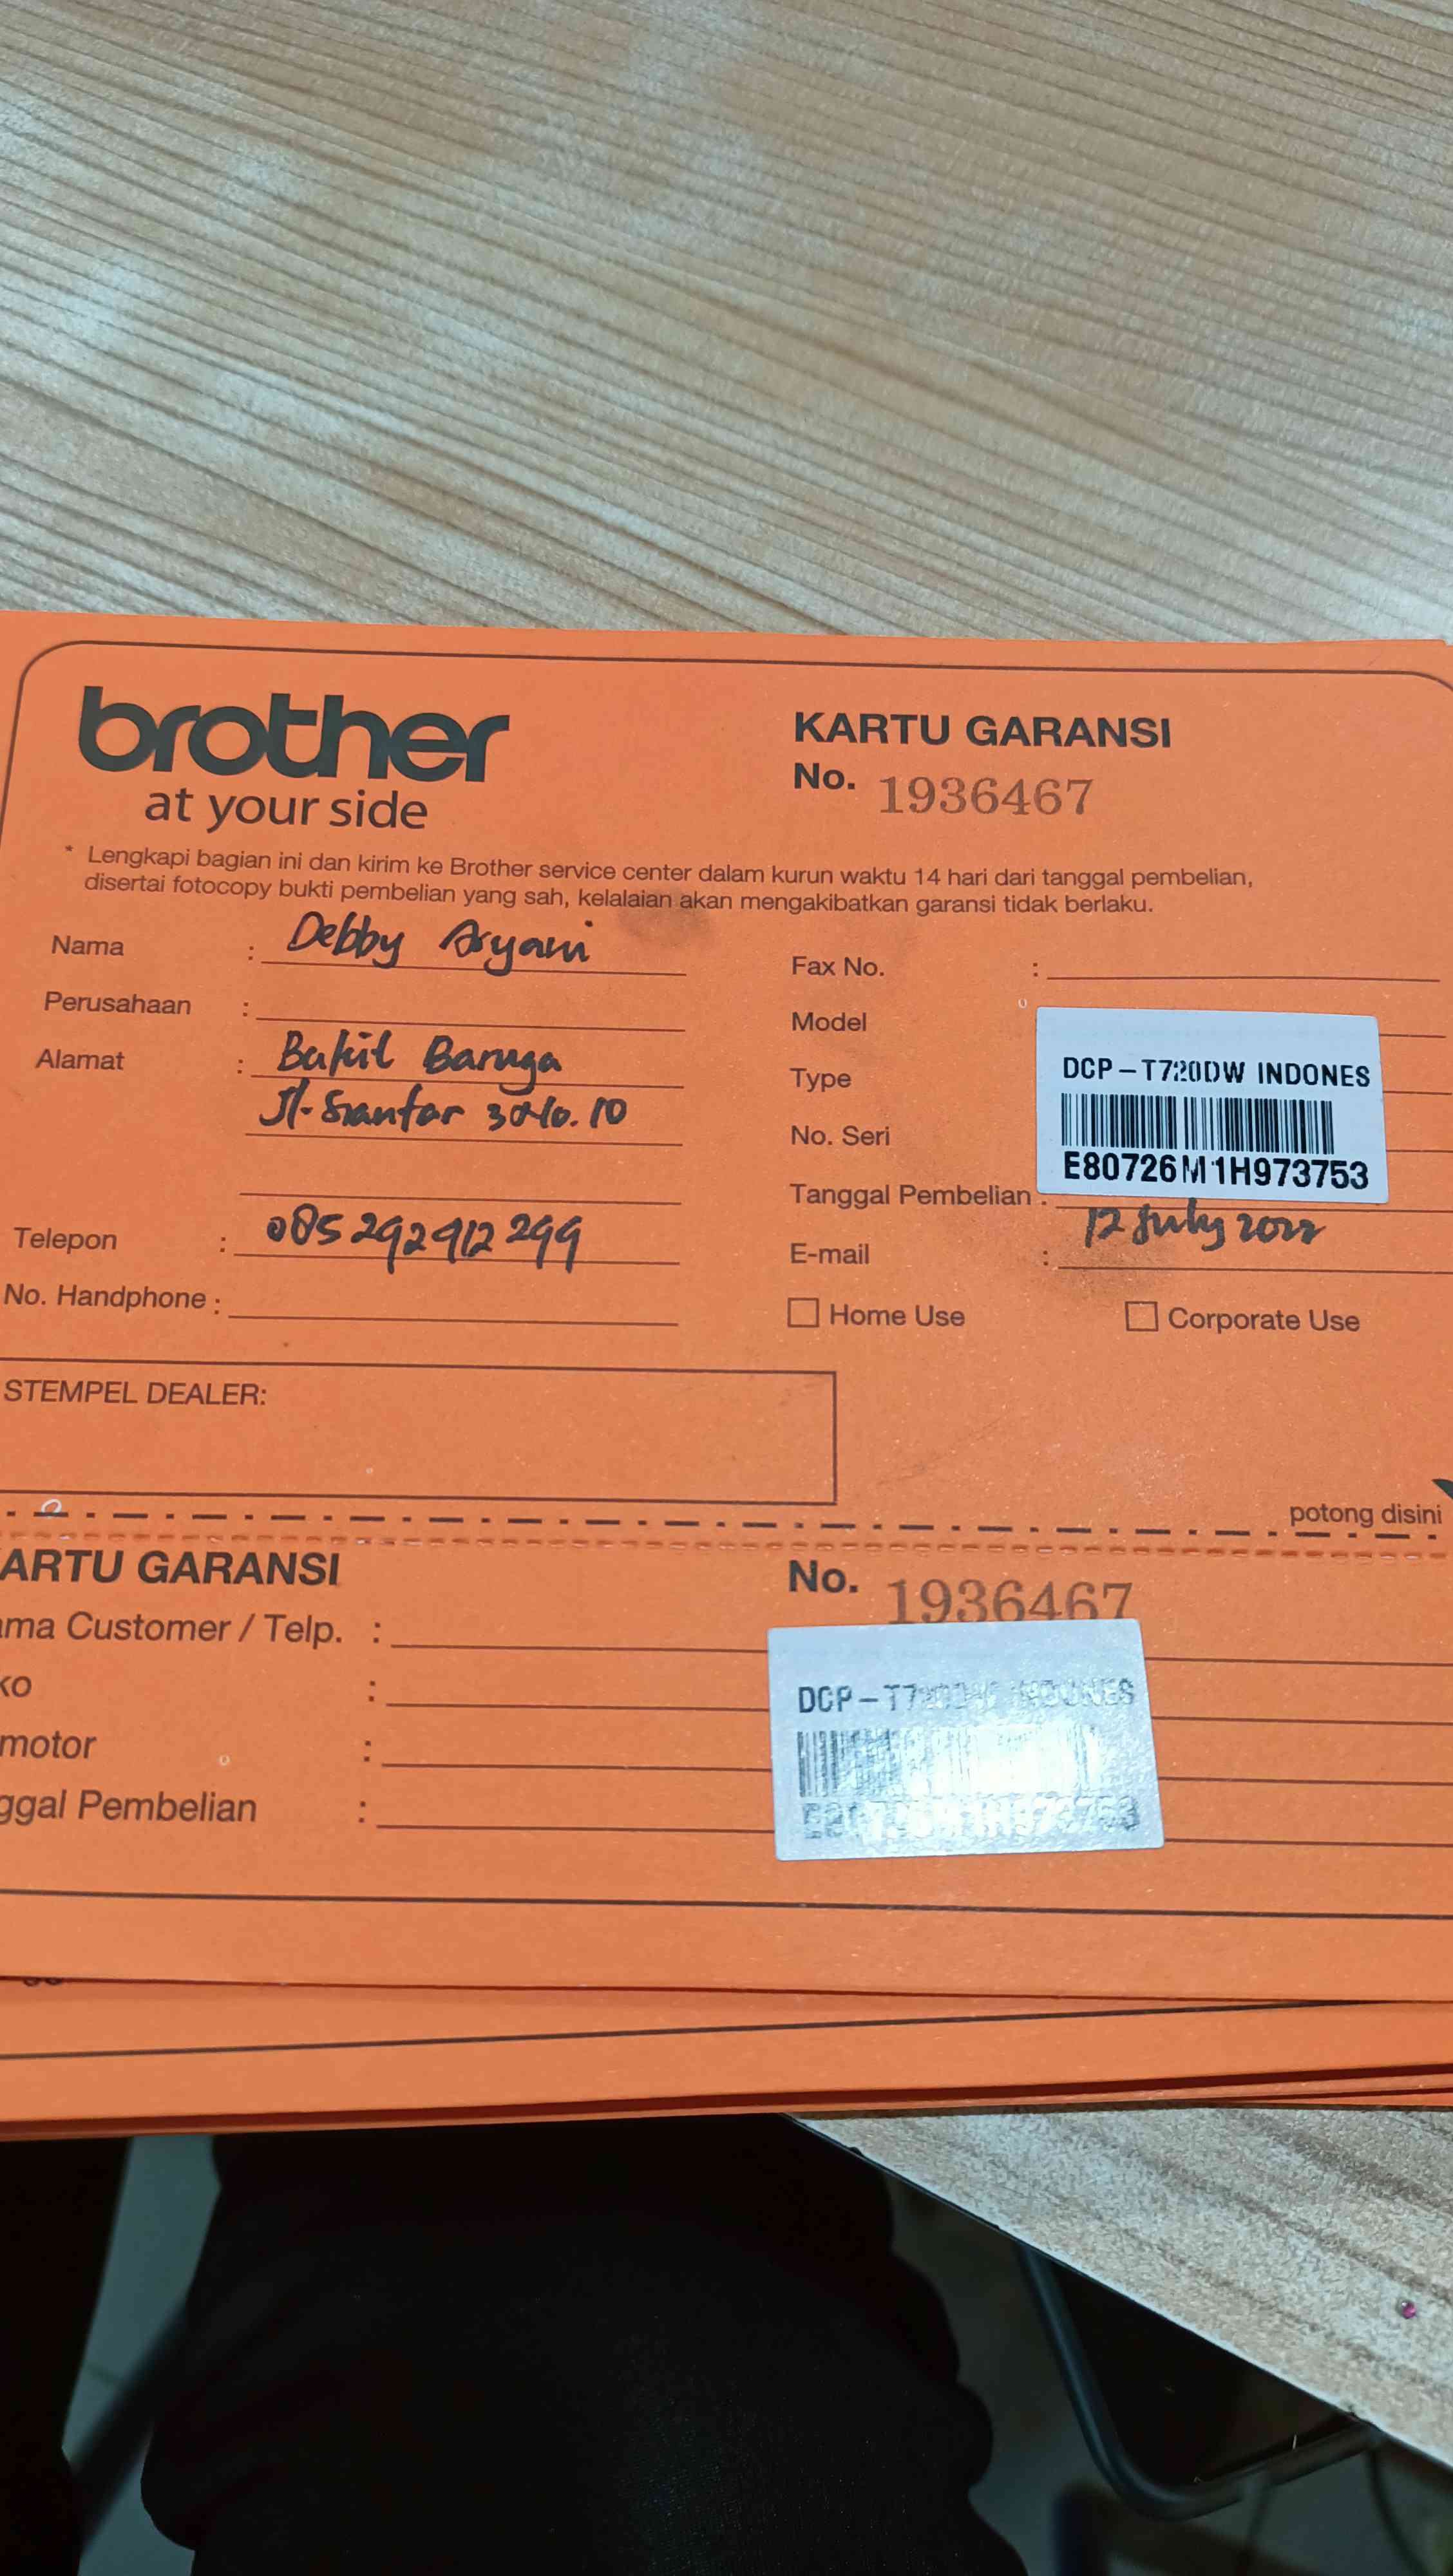 brother
at your side
KARTU GARANSI
No. 1936467
* Lengkapi bagian ini dan kirim ke Brother service center dalam kurun waktu 14 hari dari tanggal pembelian,
disertai fotocopy bukti pembelian yang sah, kelalaian akan mengakibatkan garansi tidak berlaku.
Nama : Debby Aryani
Perusahaan :
Alamat : Bukit Baruga
Jl. Siantar
Telepon : 085292912299
No. Handphone :
Fax No. :
Model
Type
No. Seri
DCP-T720DW INDONES
E80726M1H973753
Tanggal Pembelian : 12 July 2022
E-mail :
Home Use
Corporate Use
STEMPEL DEALER:
potong disini
ARTU GARANSI
No. 1936467
ma Customer / Telp. :
ko :
motor :
ggal Pembelian :
DCP-T720DW INDONES